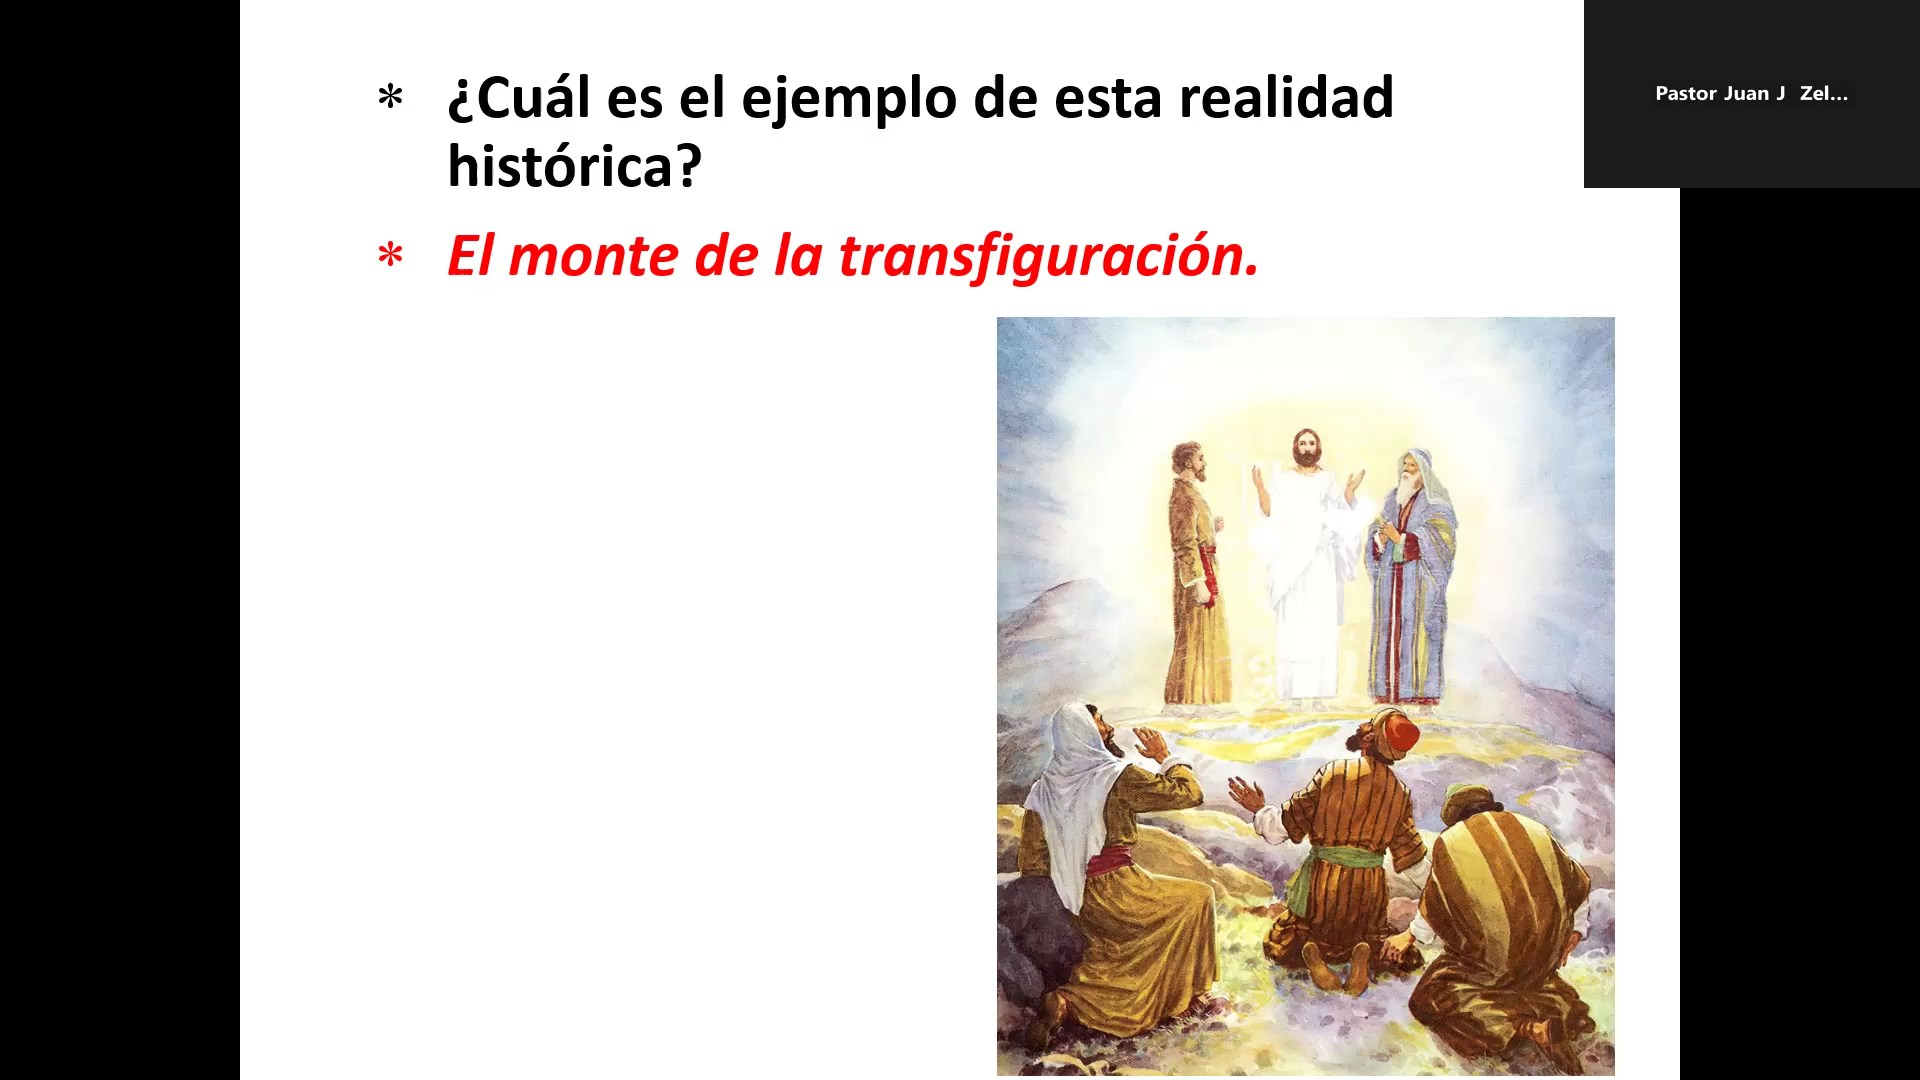 * ¿Cuál es el ejemplo de esta realidad
histórica?
* El monte de la transfiguración.
Pastor Juan J Zel...